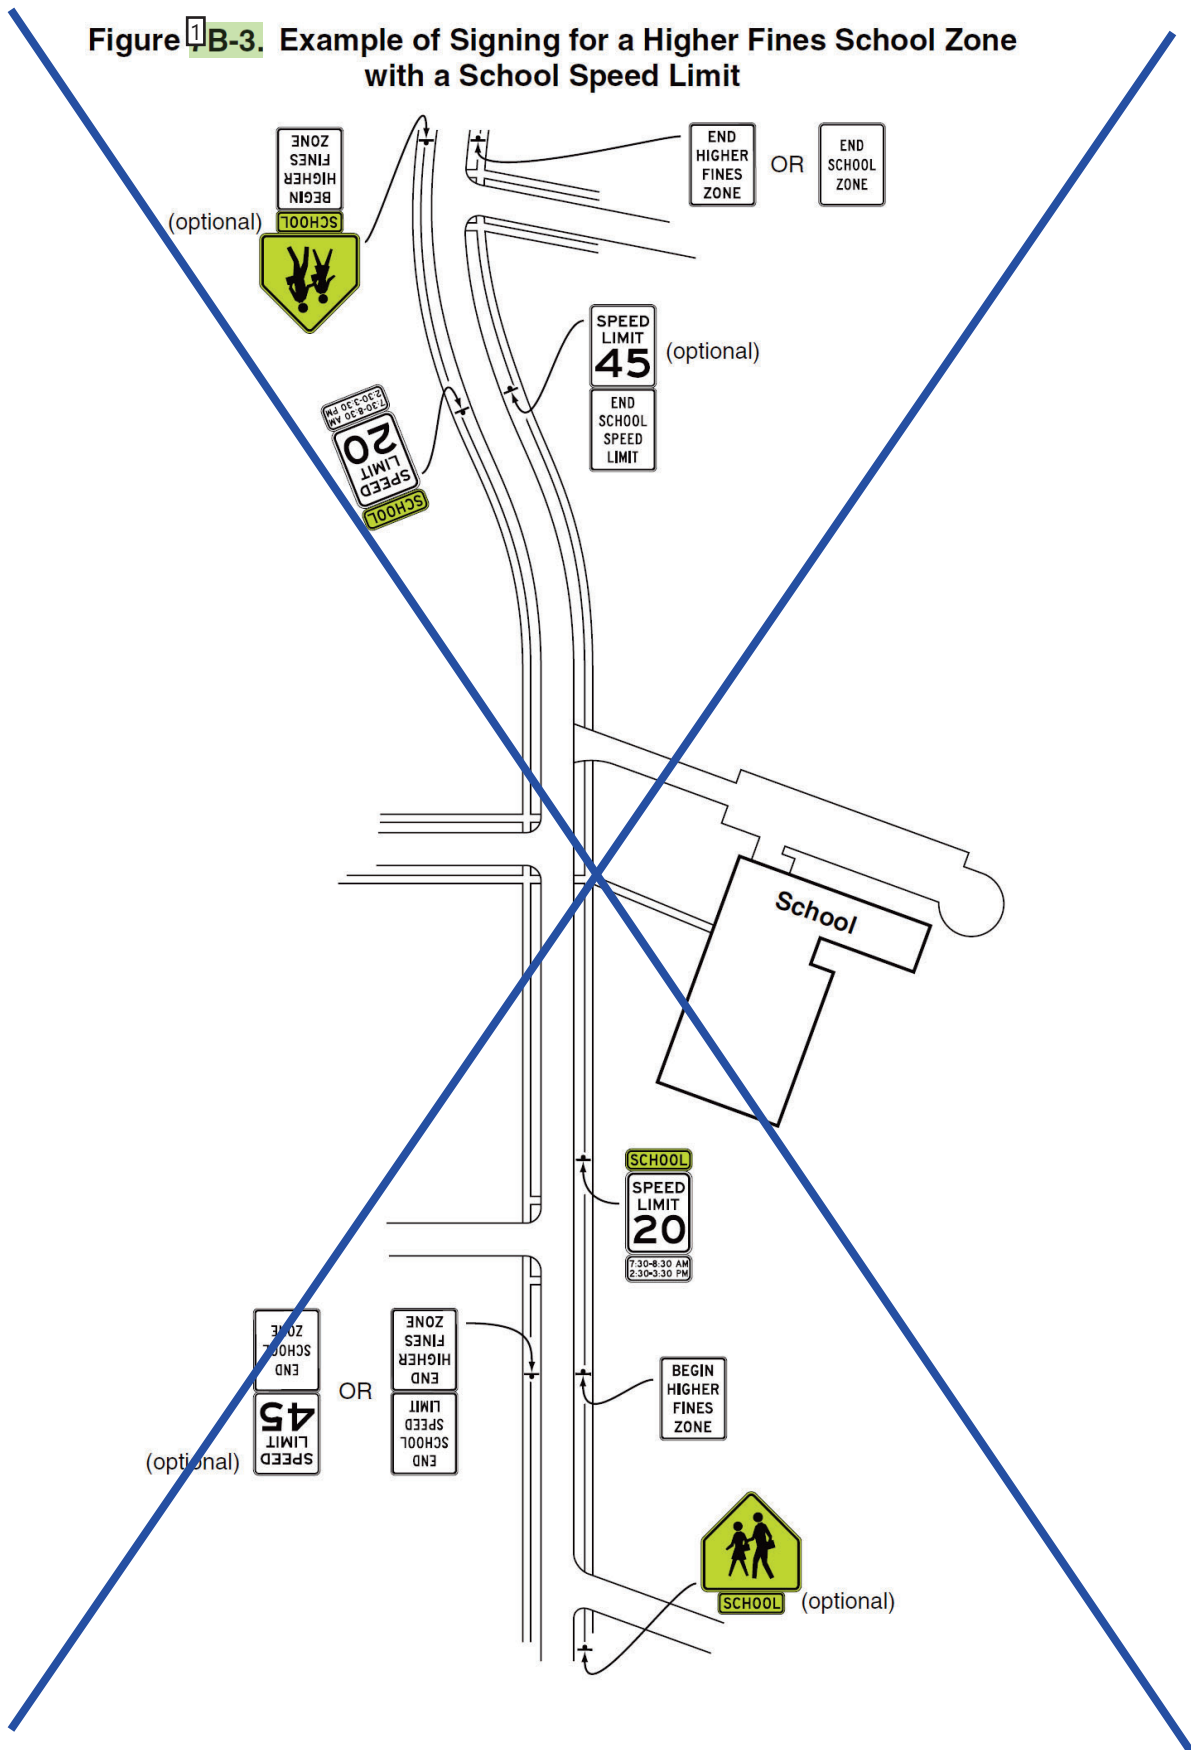 1
Figure 7B-3. Example of Signing for a Higher Fines School Zone
with a School Speed Limit
SCHOOL
BEGIN
HIGHER
FINES
ZONE
(optional)
END
HIGHER
FINES
ZONE
OR
END
SCHOOL
ZONE
SPEED
LIMIT
45
(optional)
END
SCHOOL
SPEED
LIMIT
SCHOOL
SPEED
LIMIT
20
7:30-8:30 AM
2:30-3:30 PM
School
SCHOOL
SPEED
LIMIT
20
7:30-8:30 AM
2:30-3:30 PM
SPEED
LIMIT
45
END
SCHOOL
ZONE
(optional)
OR
END
SCHOOL
SPEED
LIMIT
END
HIGHER
FINES
ZONE
BEGIN
HIGHER
FINES
ZONE
SCHOOL
(optional)